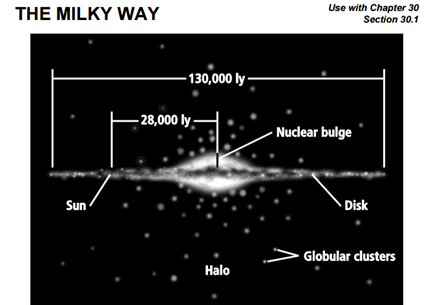 THE MILKY WAY
Use with Chapter 30
Section 30.1
130,000 ly
28,000 ly
Nuclear bulge
Sun
Disk
Globular clusters
Halo